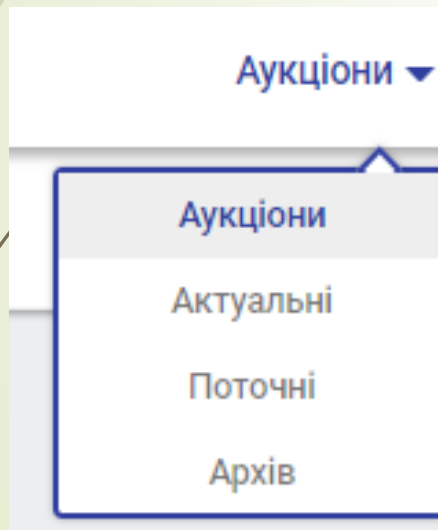 Аукціони
Аукціони
Актуальні
Поточні
Архів